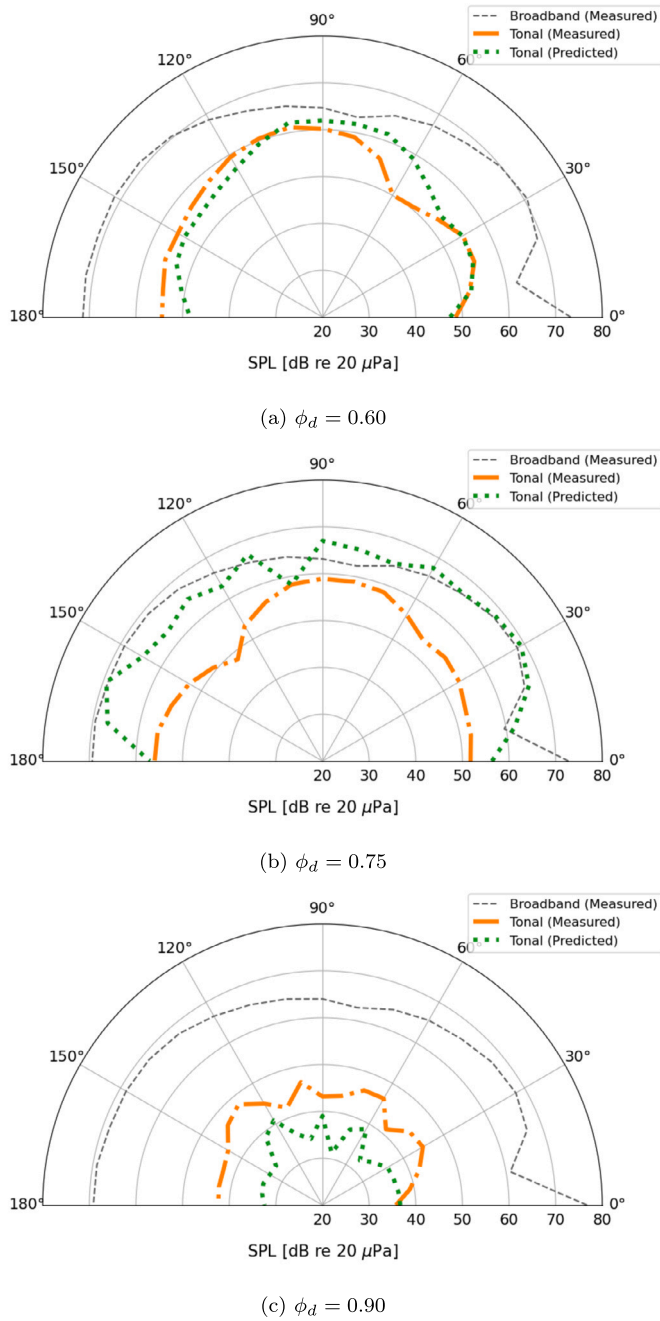 Broadband (Measured)
Tonal (Measured)
Tonal (Predicted)
90°
120°
60°
150°
30°
180°
0°
20 30 40 50 60 70 80
SPL [dB re 20 μPa]
(a) ϕ_d = 0.60
Broadband (Measured)
Tonal (Measured)
Tonal (Predicted)
90°
120°
60°
150°
30°
180°
0°
20 30 40 50 60 70 80
SPL [dB re 20 μPa]
(b) ϕ_d = 0.75
Broadband (Measured)
Tonal (Measured)
Tonal (Predicted)
90°
120°
60°
150°
30°
180°
0°
20 30 40 50 60 70 80
SPL [dB re 20 μPa]
(c) ϕ_d = 0.90